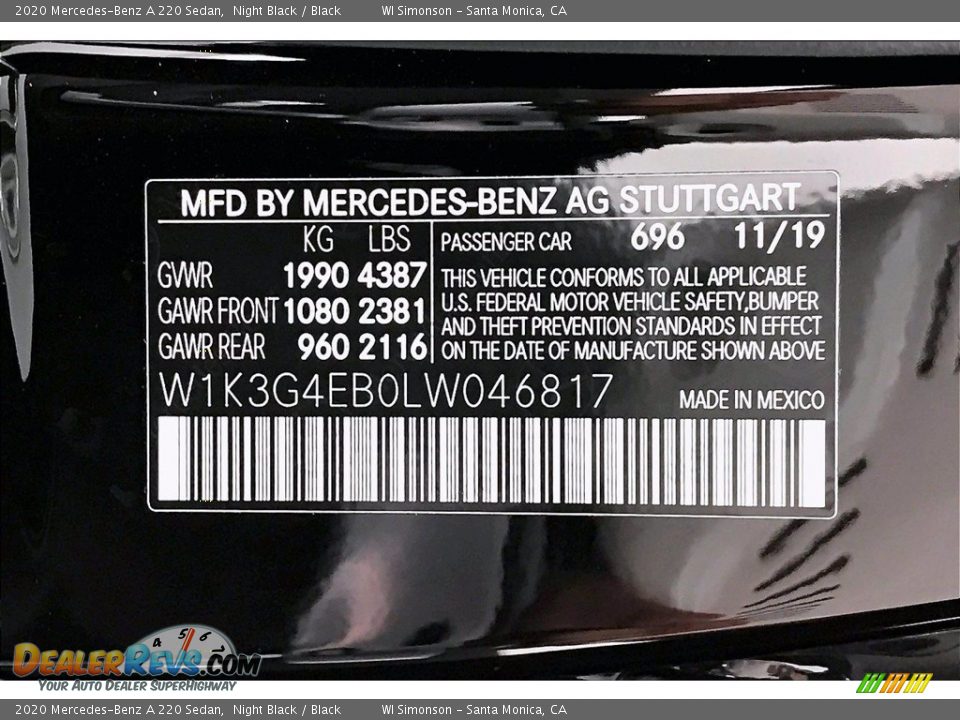 2020 Mercedes-Benz A 220 Sedan, Night Black / Black WI Simonson - Santa Monica, CA
MFD BY MERCEDES-BENZ AG STUTTGART
KG LBS PASSENGER CAR 696 11/19
GVWR 1990 4387 THIS VEHICLE CONFORMS TO ALL APPLICABLE
GAWR FRONT 1080 2381 U.S. FEDERAL MOTOR VEHICLE SAFETY,BUMPER
AND THEFT PREVENTION STANDARDS IN EFFECT
GAWR REAR 960 2116 ON THE DATE OF MANUFACTURE SHOWN ABOVE
W1K3G4EB0LW046817 MADE IN MEXICO
4 5 6
DEALERREVS.COM
YOUR AUTO DEALER SUPERHIGHWAY
2020 Mercedes-Benz A 220 Sedan, Night Black / Black WI Simonson - Santa Monica, CA